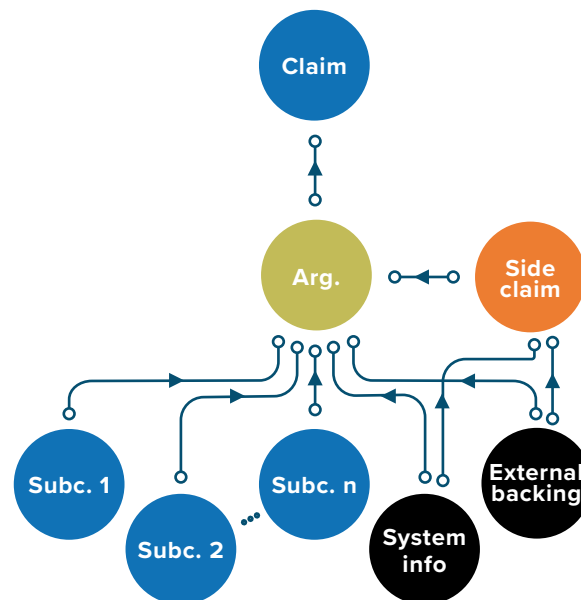 Claim
Arg.
Side
claim
Subc. 1
Subc. 2
Subc. n
System
info
External
backing